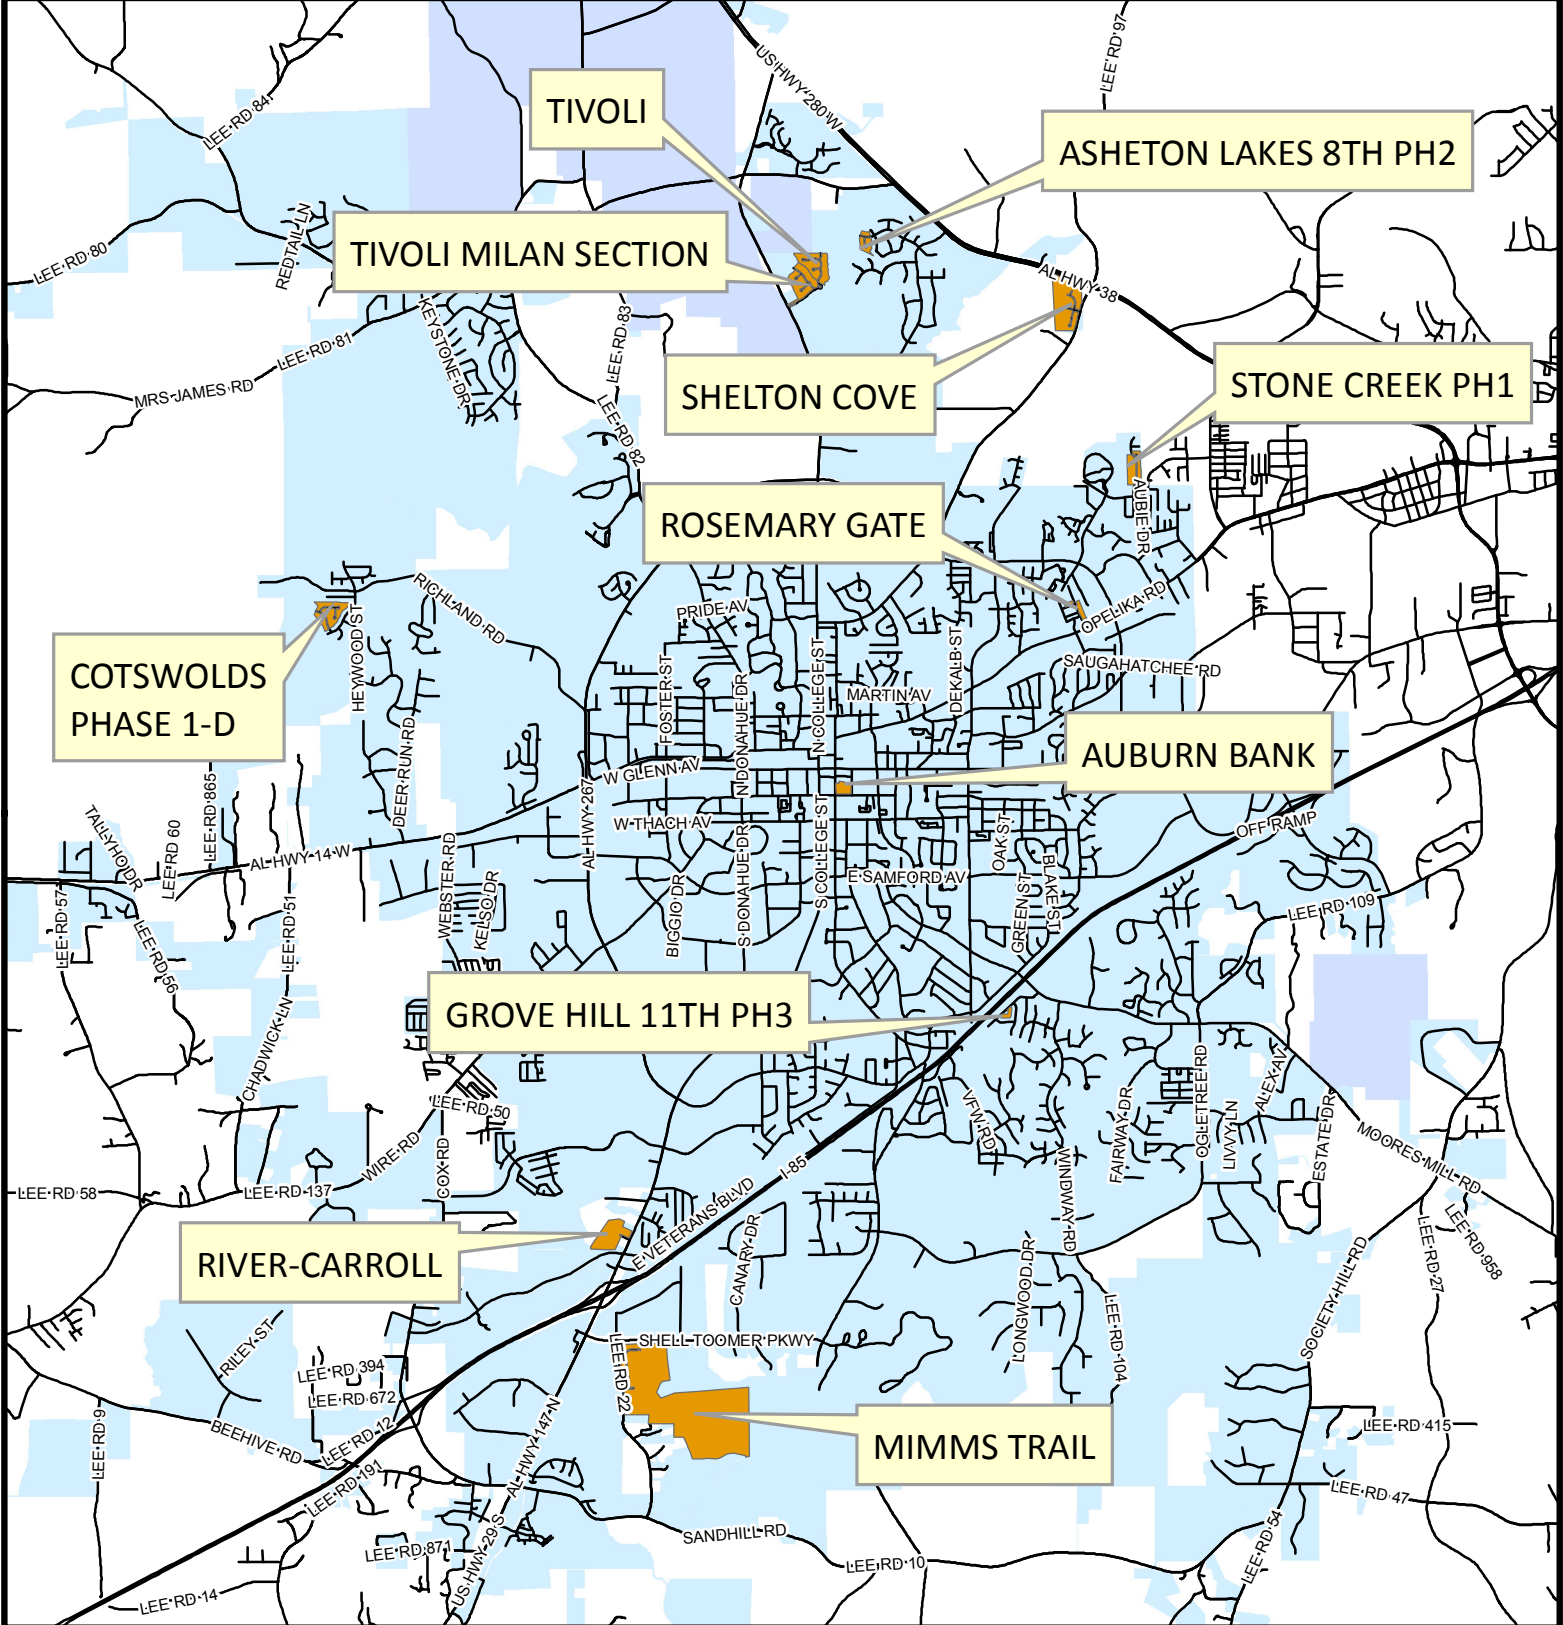 US HWY 280 W
LEE RD 97
TIVOLI
LEE RD 84
ASHETON LAKES 8TH PH2
REDTAIL LN
TIVOLI MILAN SECTION
LEE RD 80
AL HWY 38
KEYSTONE DR
LEE RD 83
LEE RD 81
MRS JAMES RD
SHELTON COVE
STONE CREEK PH1
LEE RD 82
AUBIE DR
ROSEMARY GATE
RICHLAND RD
PRIDE AV
OPELIKA RD
HEYWOOD ST
COTSWOLDS
PHASE 1-D
FOSTER ST
N DONAHUE DR
N COLLEGE ST
DEKALB ST
SAUGAHATCHEE RD
MARTIN AV
DEER RUN RD
AUBURN BANK
W GLENN AV
LEE RD 865
AL HWY 267
W THACH AV
OFF RAMP
TALLYHO DR
LEE RD 60
AL HWY 14 W
WEBSTER RD
S DONAHUE DR
S COLLEGE ST
OAK ST
E SAMFORD AV
BLAKE ST
KELSO DR
BIGGIO DR
GREEN ST
LEE RD 109
LEE RD 57
LEE RD 56
LEE RD 51
GROVE HILL 11TH PH3
CHADWICK LN
LEE RD 50
VFW RD
FAIRWAY DR
OGLETREE RD
LIVVY LN
ALEX AV
ESTATE DR
MOORES MILL RD
WIRE RD
COX RD
LEE RD 58
LEE RD 137
I-85
E VETERANS BLVD
WINDWAY RD
RIVER-CARROLL
CANARY DR
LONGWOOD DR
SOCIETY HILL RD
LEE RD 27
LEE RD 958
LEE RD 104
RILEY ST
SHELL TOOMER PKWY
LEE RD 22
LEE RD 394
LEE RD 672
LEE RD 9
BEEHIVE RD
LEE RD 12
AL HWY 147 N
LEE RD 415
MIMMS TRAIL
LEE RD 191
LEE RD 47
US HWY 29 S
SANDHILL RD
LEE RD 871
LEE RD 10
LEE RD 54
LEE RD 14